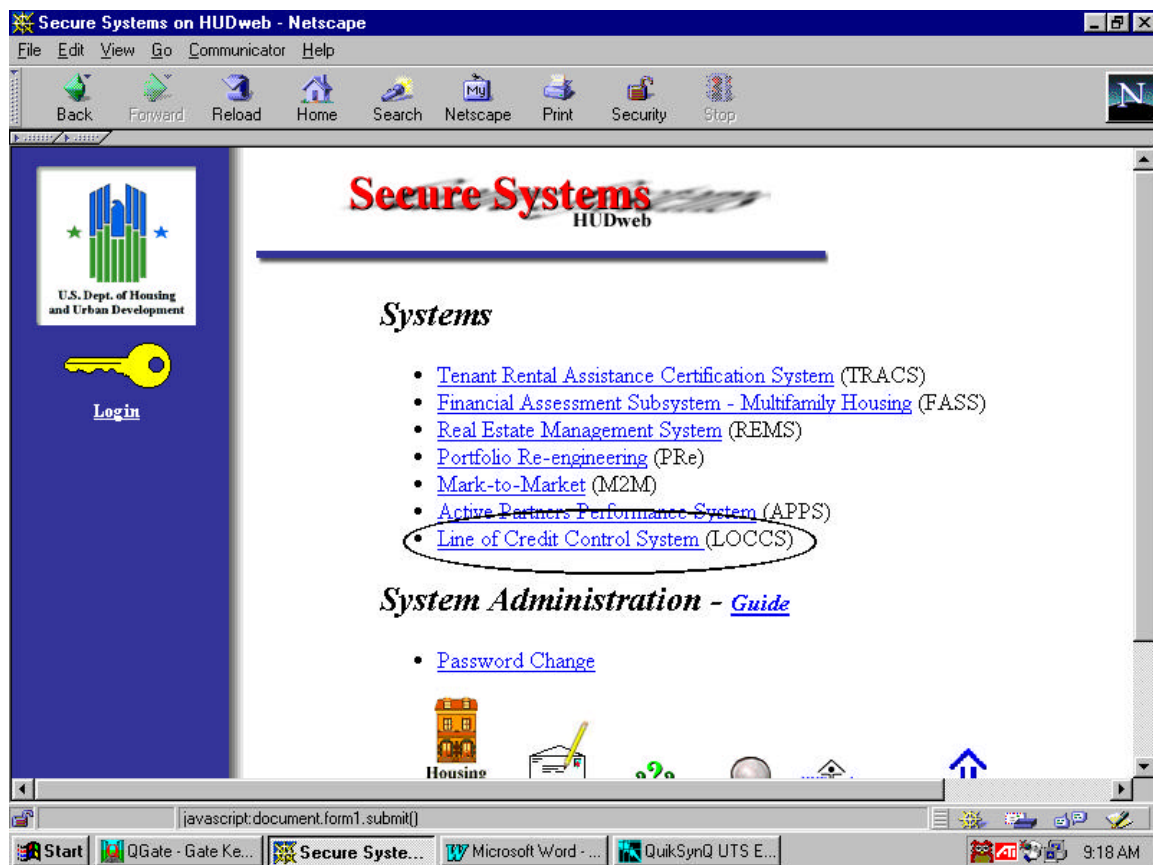 Secure Systems on HUDweb - Netscape
File Edit View Go Communicator Help
Back Forward Reload Home Search My Netscape Print Security Stop
N
Secure Systems
HUDweb
U.S. Dept. of Housing
and Urban Development
Login
Systems
• Tenant Rental Assistance Certification System (TRACS)
• Financial Assessment Subsystem - Multifamily Housing (FASS)
• Real Estate Management System (REMS)
• Portfolio Re-engineering (PRe)
• Mark-to-Market (M2M)
• Active Partners Performance System (APPS)
• Line of Credit Control System (LOCCS)
System Administration - Guide
• Password Change
Housing
???
javascript:document.form1.submit()
Start QGate - Gate Ke... Secure Syste... Microsoft Word - ... QuikSynQ UTS E... ATI 9:18 AM